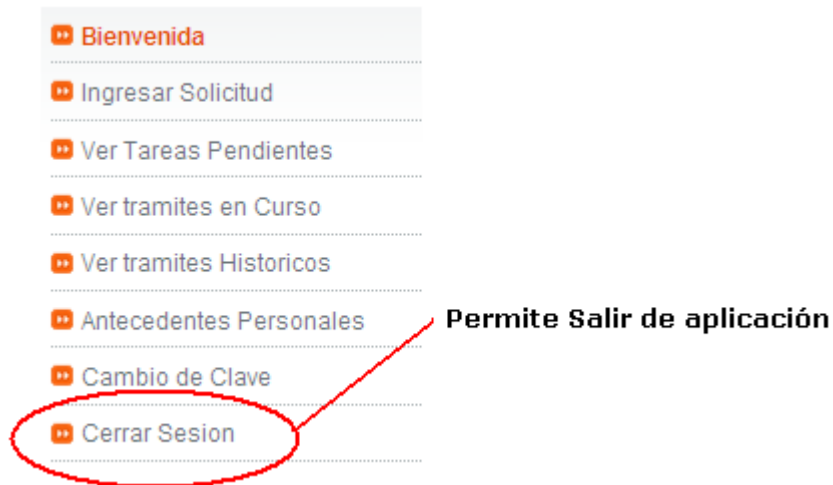 Bienvenida
Ingresar Solicitud
Ver Tareas Pendientes
Ver tramites en Curso
Ver tramites Historicos
Antecedentes Personales
Permite Salir de aplicación
Cambio de Clave
Cerrar Sesion